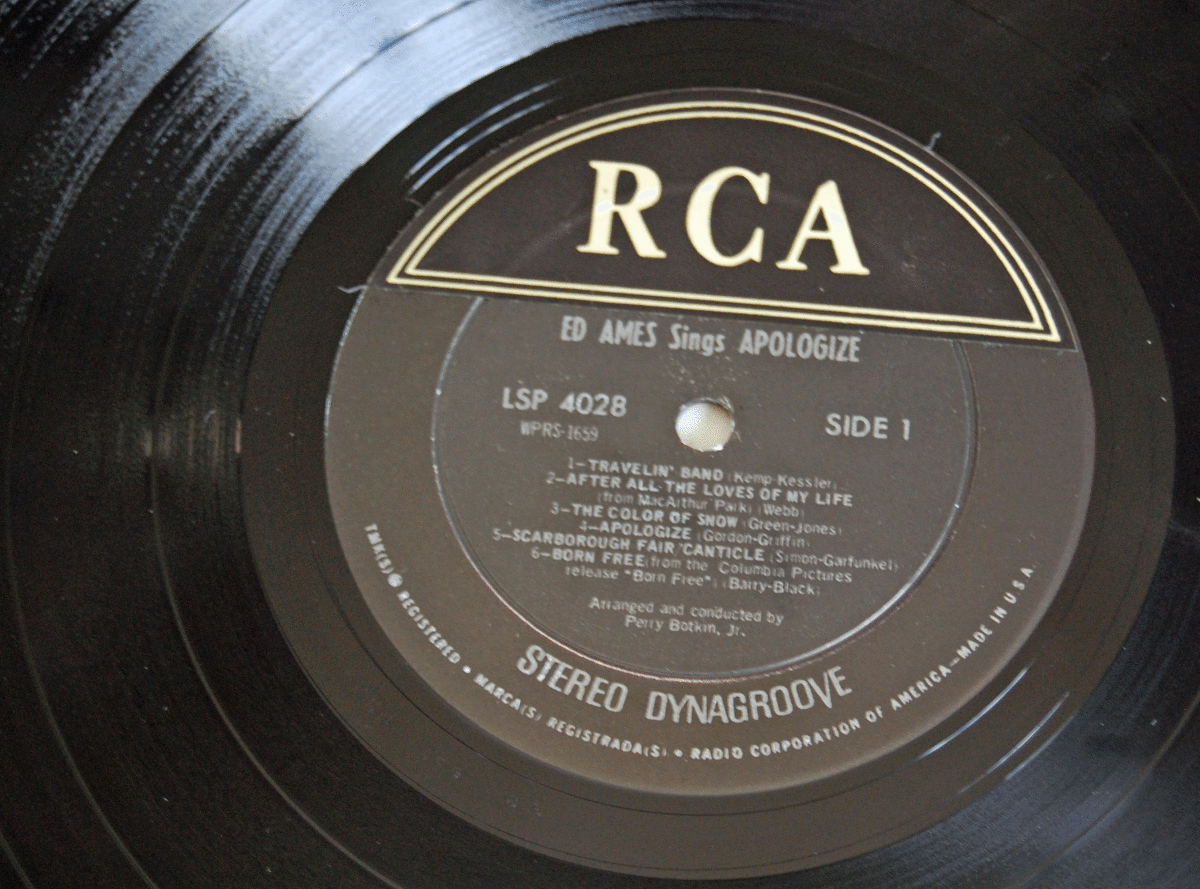 RCA
ED AMES Sings APOLOGIZE
LSP 4028
SIDE 1
WPRS-1659
1-TRAVELIN' BAND (Kemp-Kessler)
2-AFTER ALL THE LOVES OF MY LIFE
(from MacArthur Park) (Webb)
3-THE COLOR OF SNOW (Green-Jones)
4-APOLOGIZE (Gordon-Griffin)
5-SCARBOROUGH FAIR/CANTICLE (Simon-Garfunkel)
6-BORN FREE (from the Columbia Pictures
release "Born Free") (Barry-Black)
Arranged and conducted by
Perry Botkin, Jr.
STEREO DYNAGROOVE
TMK(S) ® REGISTERED • MARCA(S) REGISTRADA(S) • RADIO CORPORATION OF AMERICA—MADE IN U.S.A.